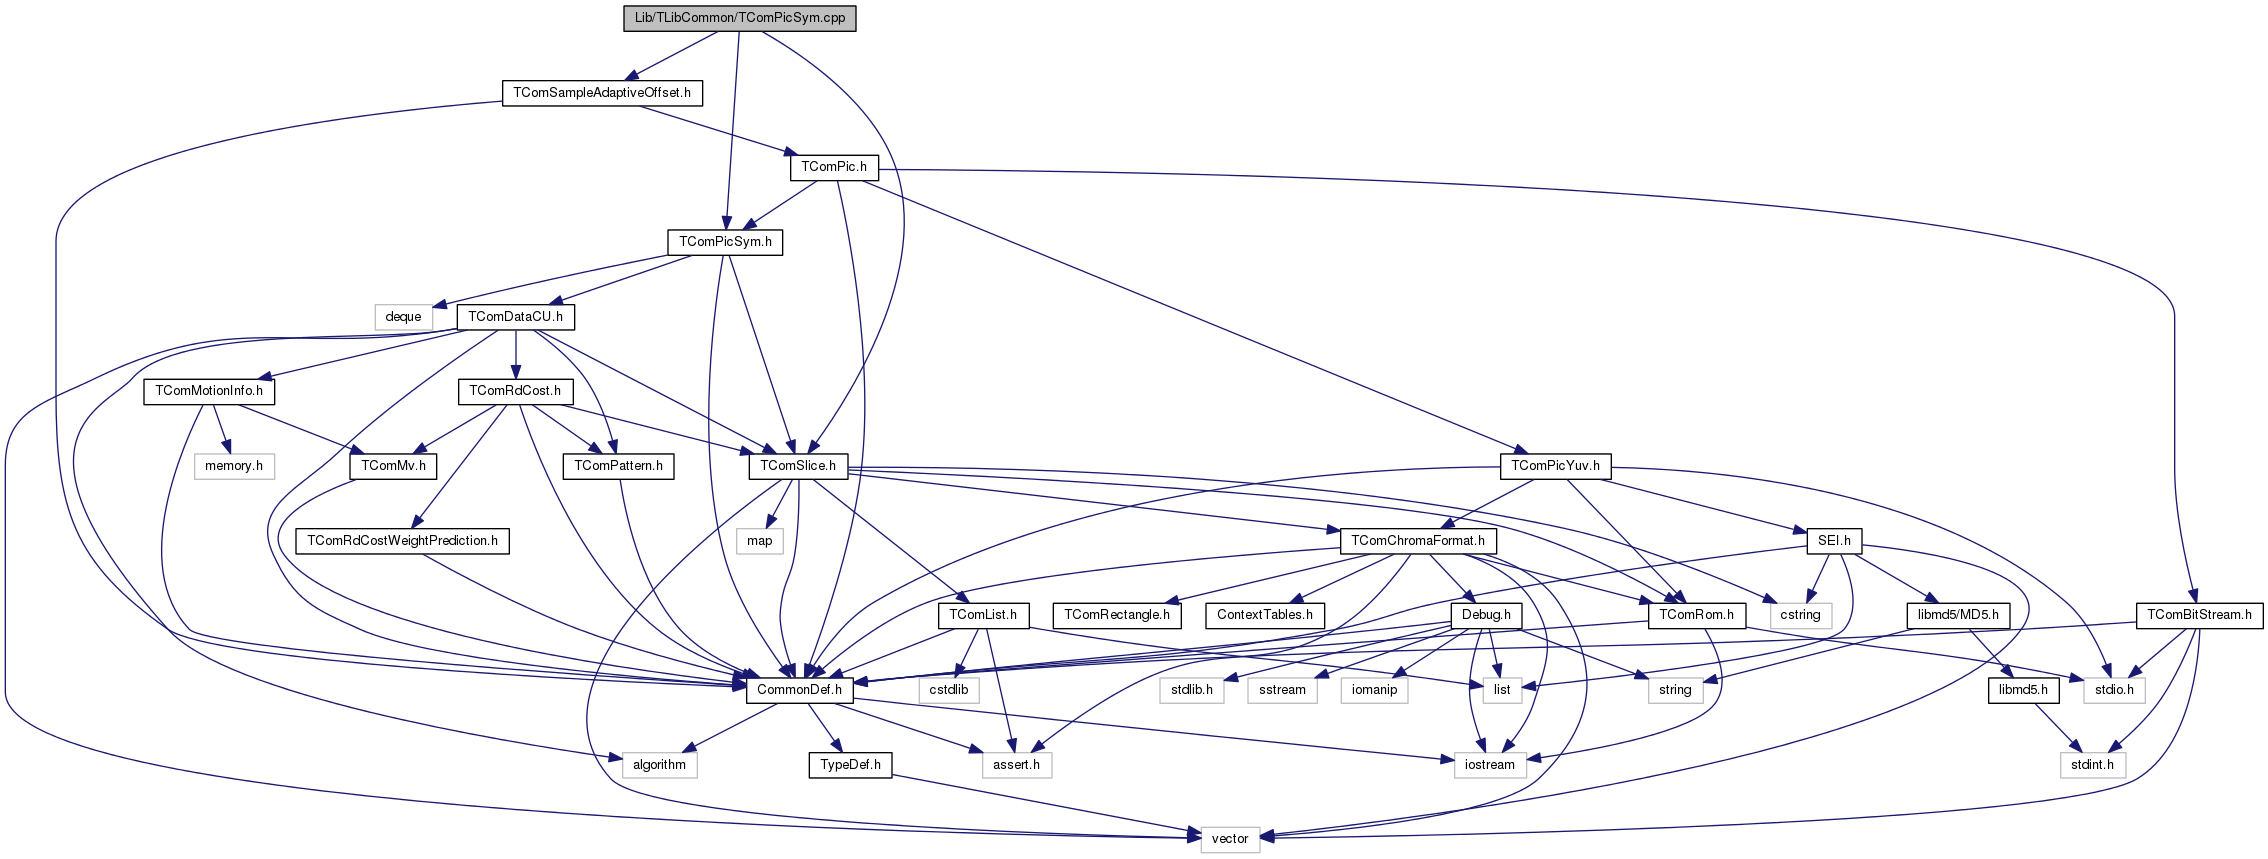 Lib/TLibCommon/TComPicSym.cpp
TComSampleAdaptiveOffset.h
TComPic.h
TComPicSym.h
deque
TComDataCU.h
TComMotionInfo.h
TComRdCost.h
memory.h
TComMv.h
TComPattern.h
TComSlice.h
TComPicYuv.h
TComRdCostWeightPrediction.h
map
TComChromaFormat.h
SEI.h
TComList.h
TComRectangle.h
ContextTables.h
Debug.h
TComRom.h
cstring
libmd5/MD5.h
TComBitStream.h
CommonDef.h
cstdlib
stdlib.h
sstream
iomanip
list
string
libmd5.h
stdio.h
algorithm
TypeDef.h
assert.h
iostream
stdint.h
vector